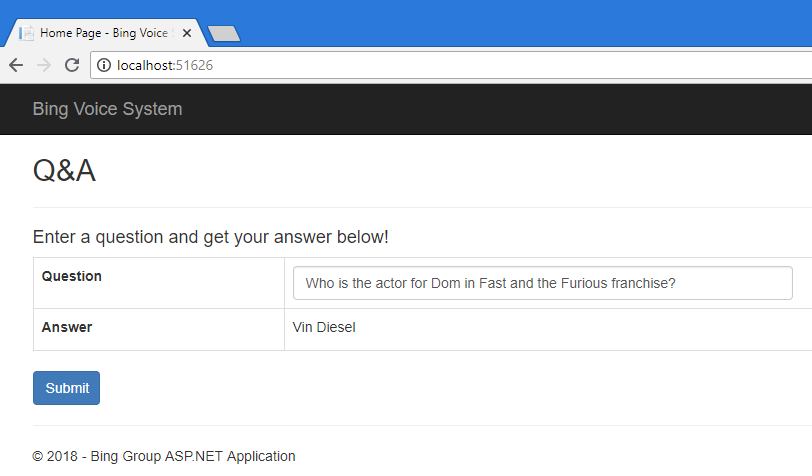 Home Page - Bing Voice
localhost:51626
Bing Voice System
Q&A
Enter a question and get your answer below!
Question
Who is the actor for Dom in Fast and the Furious franchise?
Answer
Vin Diesel
Submit
© 2018 - Bing Group ASP.NET Application